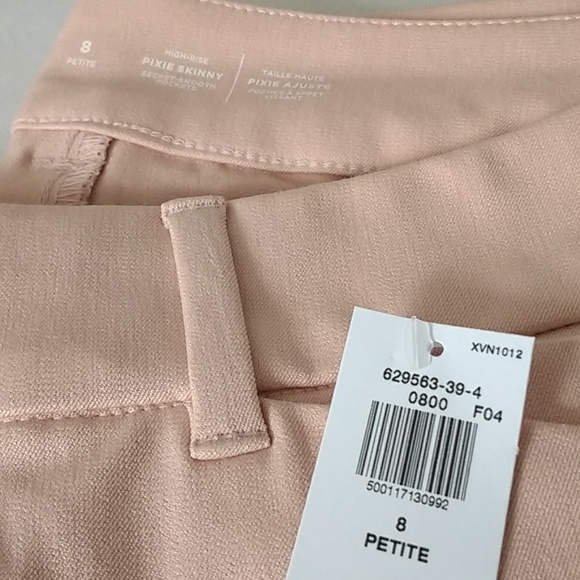 8
PETITE
HIGH-RISE
PIXIE SKINNY
SECRET-SMOOTH
POCKETS
TAILLE HAUTE
PIXIE AJUSTÉ
POCHES À EFFET
LISSANT
XVN1012
629563-39-4
0800 F04
500117130992
8
PETITE